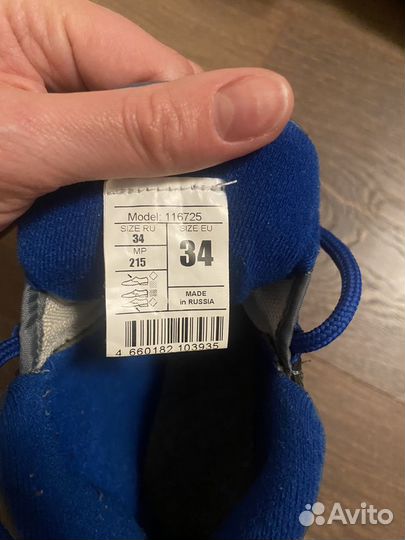 Model: 116725
SIZE RU
34
MP
215
SIZE EU
34
MADE
in RUSSIA
4 660182 103935
Avito